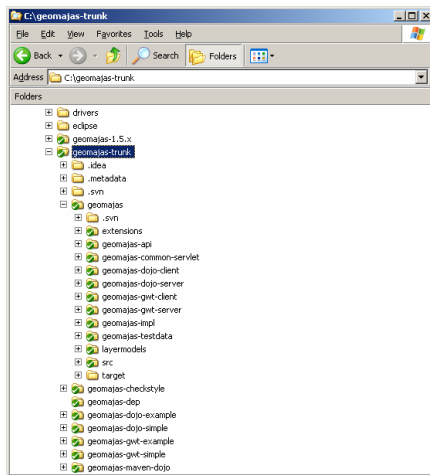 C:\geomajas-trunk
File Edit View Favorites Tools Help
Back Search Folders
Address C:\geomajas-trunk
Folders
drivers
eclipse
geomajas-1.5.x
geomajas-trunk
.idea
.metadata
.svn
geomajas
.svn
extensions
geomajas-api
geomajas-common-servlet
geomajas-dojo-client
geomajas-dojo-server
geomajas-gwt-client
geomajas-gwt-server
geomajas-impl
geomajas-testdata
layermodels
src
target
geomajas-checkstyle
geomajas-dep
geomajas-dojo-example
geomajas-dojo-simple
geomajas-gwt-example
geomajas-gwt-simple
geomajas-maven-dojo